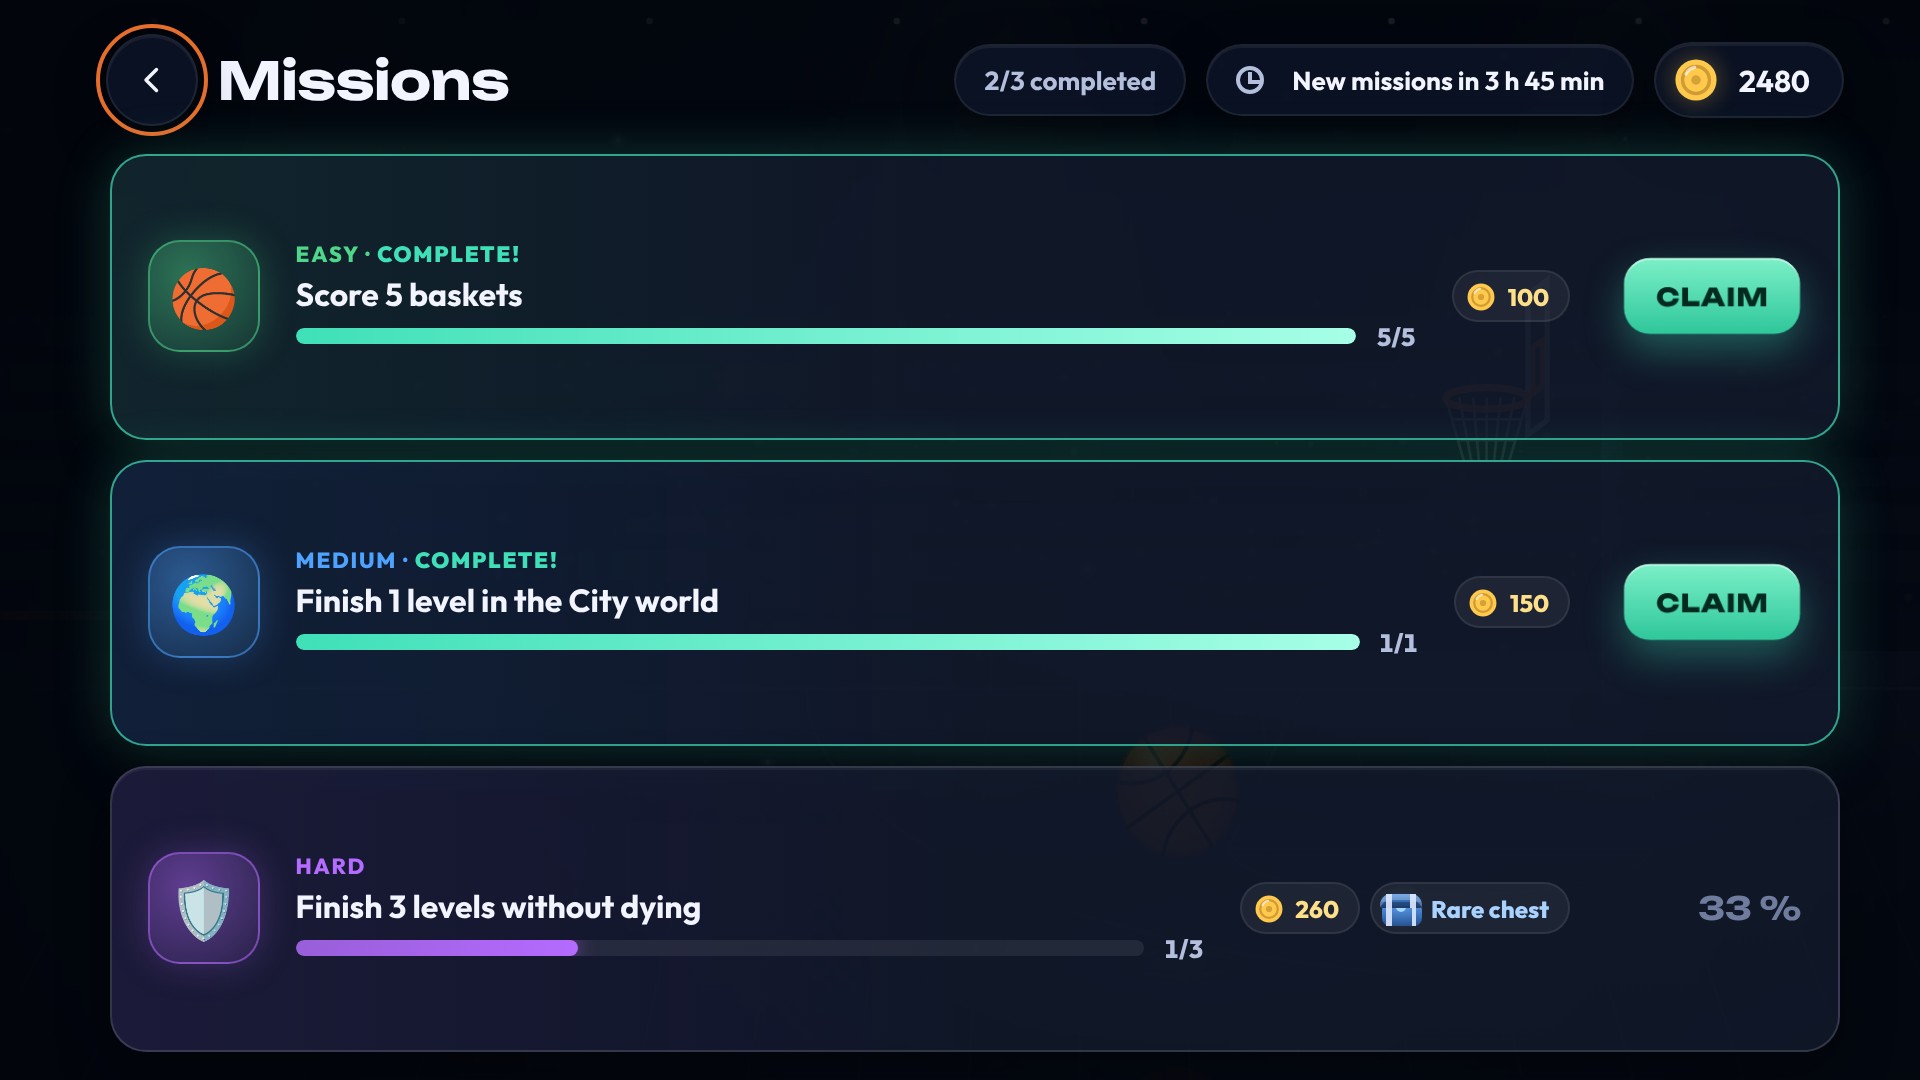 Missions
2/3 completed
New missions in 3 h 45 min
2480
EASY · COMPLETE!
Score 5 baskets
5/5
100
CLAIM
MEDIUM · COMPLETE!
Finish 1 level in the City world
1/1
150
CLAIM
HARD
Finish 3 levels without dying
1/3
260
Rare chest
33 %